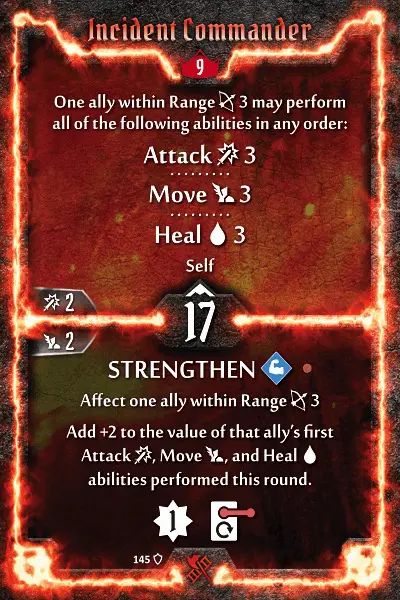 Incident Commander
9
One ally within Range 3 may perform
all of the following abilities in any order:
Attack 3
Move 3
Heal 3
Self
2
17
2
STRENGTHEN
Affect one ally within Range 3
Add +2 to the value of that ally's first
Attack, Move, and Heal
abilities performed this round.
1
145